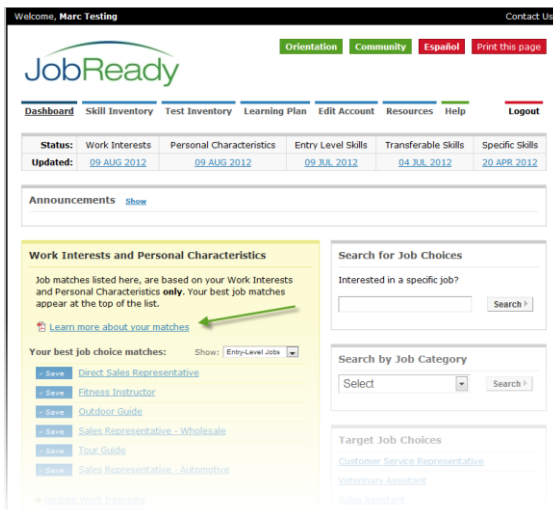 Welcome, Marc Testing
Contact Us
JobReady
Orientation
Community
Español
Print this page
Dashboard Skill Inventory Test Inventory Learning Plan Edit Account Resources Help Logout
Status: Work Interests Personal Characteristics Entry Level Skills Transferable Skills Specific Skills
Updated: 09 AUG 2012 09 AUG 2012 09 JUL 2012 04 JUL 2012 20 APR 2012
Announcements Show
Work Interests and Personal Characteristics
Job matches listed here, are based on your Work Interests
and Personal Characteristics only. Your best job matches
appear at the top of the list.
Learn more about your matches
Your best job choice matches: Show: Entry-Level Jobs
Save Direct Sales Representative
Save Fitness Instructor
Save Outdoor Guide
Save Sales Representative - Wholesale
Save Tour Guide
Save Sales Representative - Automotive
Update Work Interests
Search for Job Choices
Interested in a specific job?
Search
Search by Job Category
Select
Search
Target Job Choices
Customer Service Representative
Veterinary Assistant
Sales Assistant